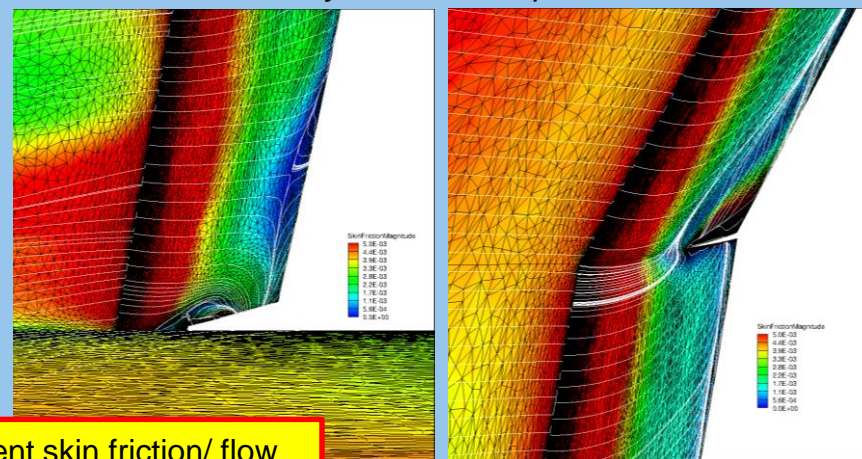 SkinFrictionMagnitude
5.0E-03
4.4E-03
3.9E-03
3.3E-03
2.8E-03
2.2E-03
1.7E-03
1.1E-03
5.6E-04
0.0E+00
SkinFrictionMagnitude
5.0E-03
4.4E-03
3.9E-03
3.3E-03
2.8E-03
2.2E-03
1.7E-03
1.1E-03
5.6E-04
0.0E+00
ent skin friction/ flow